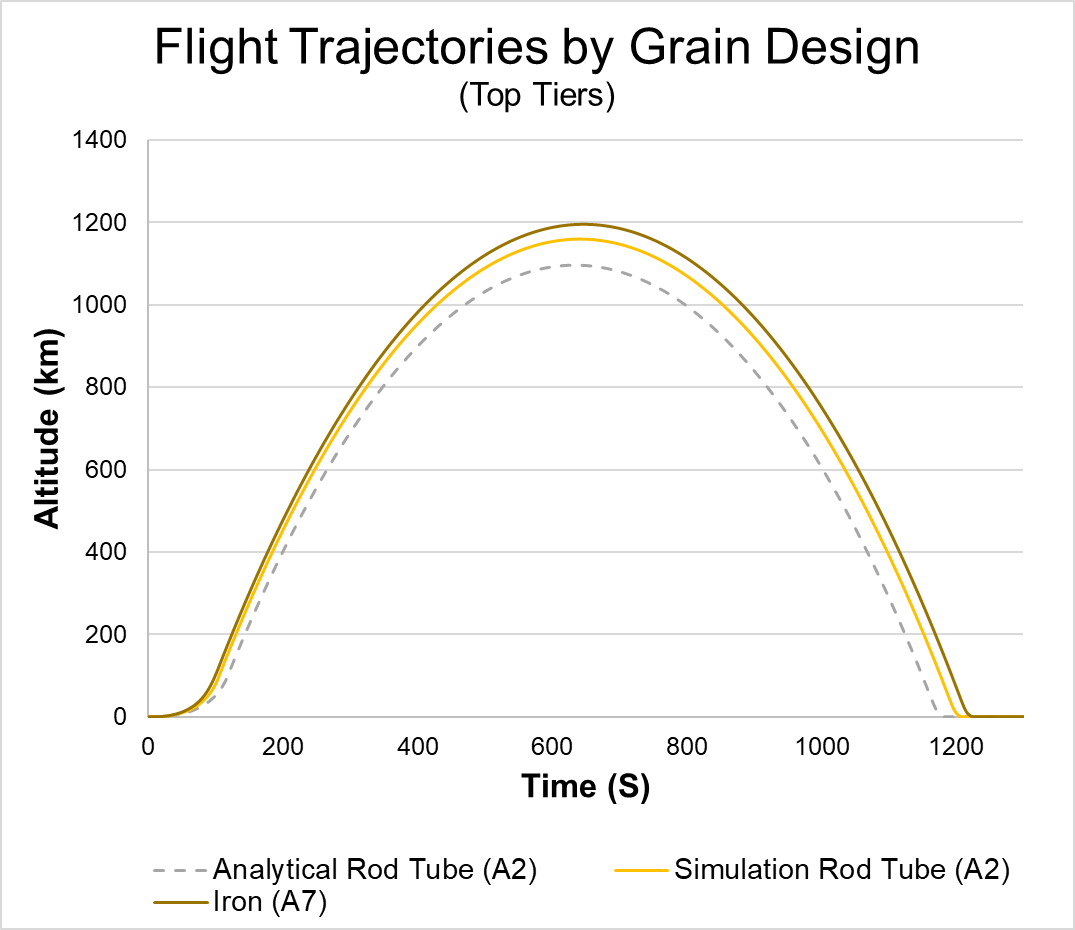 Flight Trajectories by Grain Design
(Top Tiers)
1400
1200
1000
800
600
400
200
0
Altitude (km)
0 200 400 600 800 1000 1200
Time (S)
Analytical Rod Tube (A2) Simulation Rod Tube (A2)
Iron (A7)